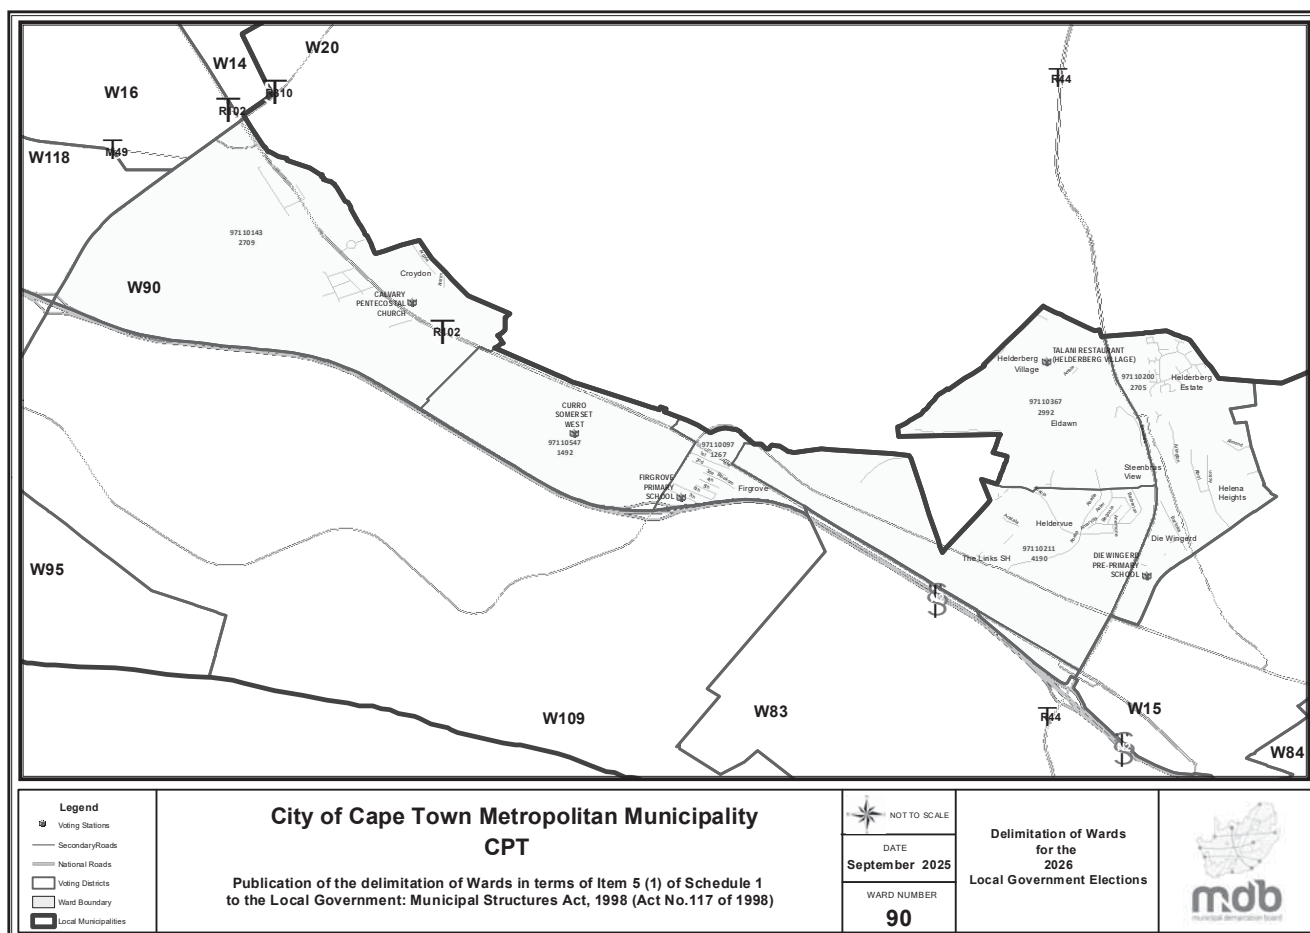 W14
W20
W16
R310
R102
R44
M49
W118
97110143
2709
W90
Croydon
CALVARY
PENTECOSTAL
CHURCH
R102
CURRO
SOMERSET
WEST
97110547
1492
97110097
1267
FIRGROVE
PRIMARY
SCHOOL
Firgrove
Helderberg
Village
TALANI RESTAURANT
(HELDERBERG VILLAGE)
97110200
2705
Helderberg
Estate
97110367
2992
Eldawn
Steenbras
View
Helena
Heights
Heldervue
Die Wingerd
The Links SH
97110211
4190
DIE WINGERD
PRE-PRIMARY
SCHOOL
W95
W109
W83
R44
W15
W84
Legend
Voting Stations
SecondaryRoads
National Roads
Voting Districts
Ward Boundary
Local Municipalities
City of Cape Town Metropolitan Municipality
CPT
Publication of the delimitation of Wards in terms of Item 5 (1) of Schedule 1
to the Local Government: Municipal Structures Act, 1998 (Act No.117 of 1998)
NOT TO SCALE
DATE
September 2025
WARD NUMBER
90
Delimitation of Wards
for the
2026
Local Government Elections
mdb
municipal demarcation board